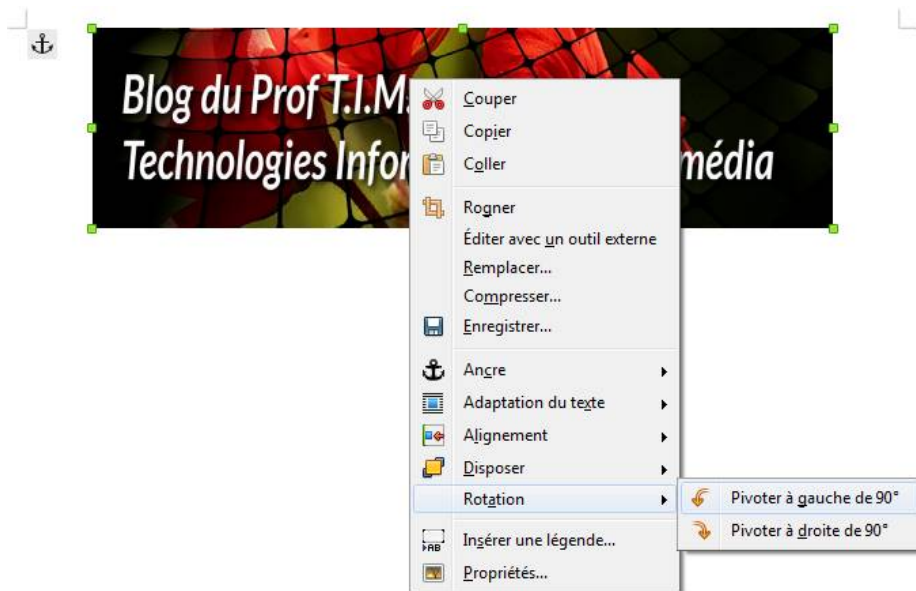 Blog du Prof T.I.M.
Technologies Infor média
Couper
Copier
Coller
Rogner
Éditer avec un outil externe
Remplacer...
Compresser...
Enregistrer...
Ancre
Adaptation du texte
Alignement
Disposer
Rotation
Pivoter à gauche de 90°
Pivoter à droite de 90°
AB
Insérer une légende...
Propriétés...